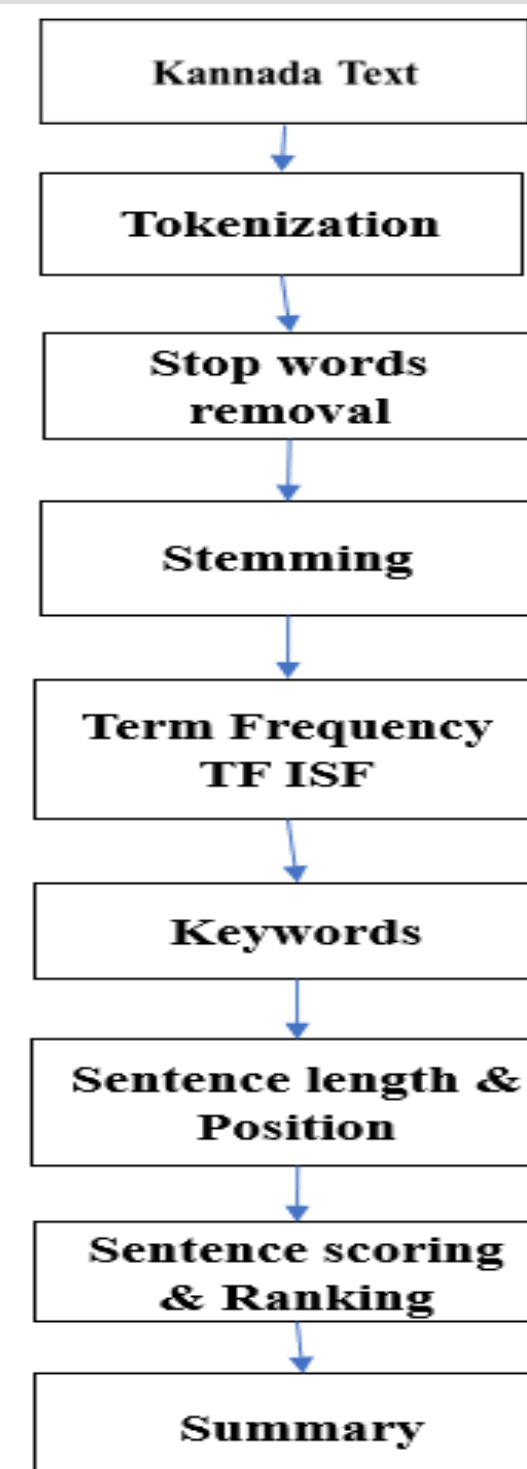 Kannada Text
Tokenization
Stop words
removal
Stemming
Term Frequency
TF ISF
Keywords
Sentence length &
Position
Sentence scoring
& Ranking
Summary